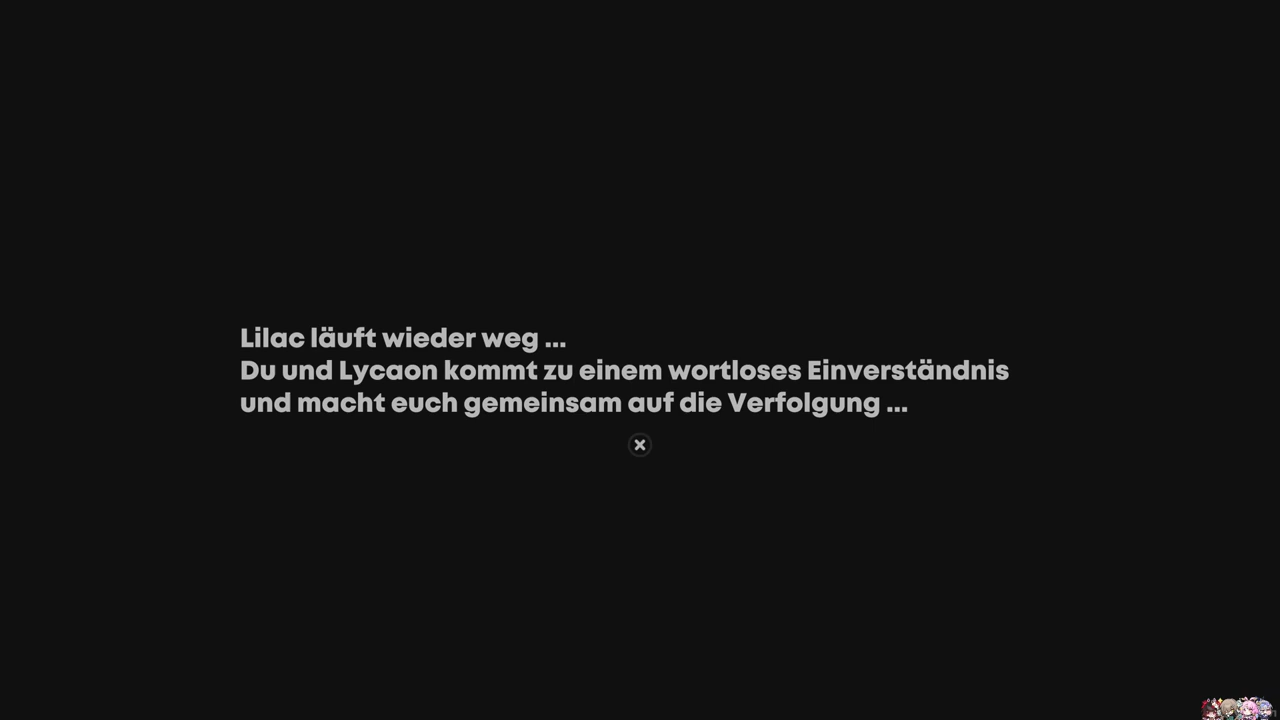 Lilac läuft wieder weg ...
Du und Lycaon kommt zu einem wortloses Einverständnis
und macht euch gemeinsam auf die Verfolgung ...